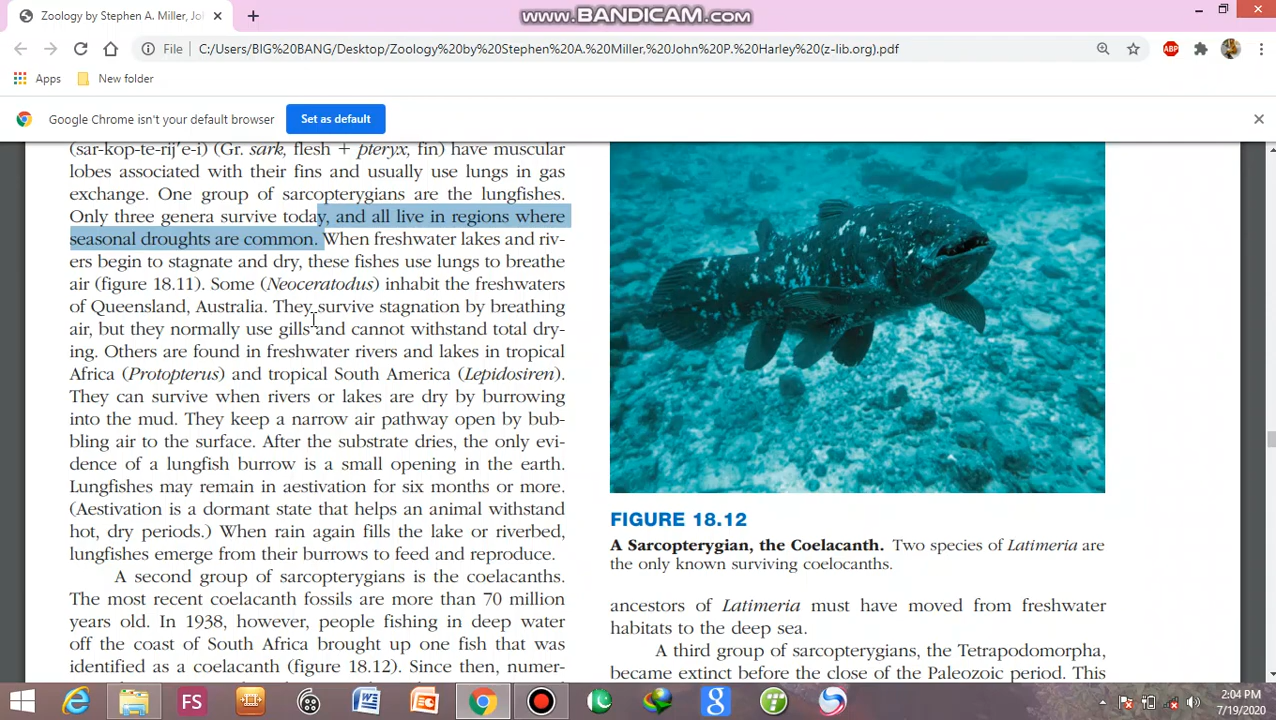 Zoology by Stephen A. Miller, Jo
www.BANDICAM.com
File
C:/Users/BIG%20BANG/Desktop/Zoology%20by%20Stephen%20A.%20Miller,%20John%20P.%20Harley%20(z-lib.org).pdf
ABP
Apps
New folder
Google Chrome isn't your default browser
Set as default
(sar-kop-te-rij′e-i) (Gr. sark, flesh + pteryx, fin) have muscular
lobes associated with their fins and usually use lungs in gas
exchange. One group of sarcopterygians are the lungfishes.
Only three genera survive today, and all live in regions where
seasonal droughts are common. When freshwater lakes and riv-
ers begin to stagnate and dry, these fishes use lungs to breathe
air (figure 18.11). Some (Neoceratodus) inhabit the freshwaters
of Queensland, Australia. They survive stagnation by breathing
air, but they normally use gills and cannot withstand total dry-
ing. Others are found in freshwater rivers and lakes in tropical
Africa (Protopterus) and tropical South America (Lepidosiren).
They can survive when rivers or lakes are dry by burrowing
into the mud. They keep a narrow air pathway open by bub-
bling air to the surface. After the substrate dries, the only evi-
dence of a lungfish burrow is a small opening in the earth.
Lungfishes may remain in aestivation for six months or more.
(Aestivation is a dormant state that helps an animal withstand
hot, dry periods.) When rain again fills the lake or riverbed,
lungfishes emerge from their burrows to feed and reproduce.
A second group of sarcopterygians is the coelacanths.
The most recent coelacanth fossils are more than 70 million
years old. In 1938, however, people fishing in deep water
off the coast of South Africa brought up one fish that was
identified as a coelacanth (figure 18.12). Since then, numer-
FIGURE 18.12
A Sarcopterygian, the Coelacanth. Two species of Latimeria are
the only known surviving coelocanths.
ancestors of Latimeria must have moved from freshwater
habitats to the deep sea.
A third group of sarcopterygians, the Tetrapodomorpha,
became extinct before the close of the Paleozoic period. This
FS
2:04 PM
7/19/2020